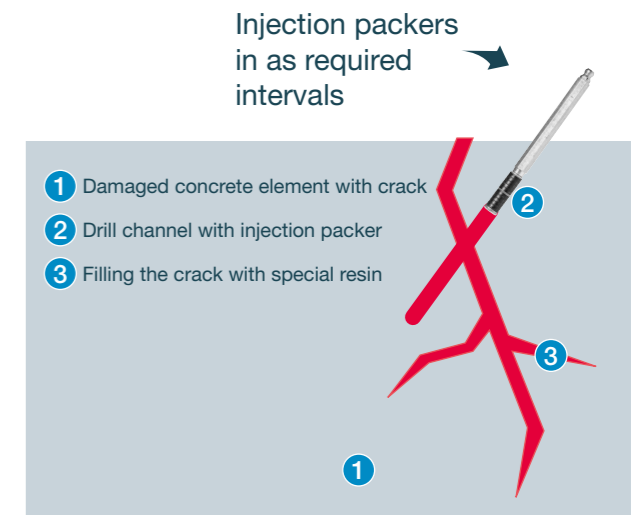 Injection packers
in as required
intervals
1 Damaged concrete element with crack
2 Drill channel with injection packer
3 Filling the crack with special resin
2
3
1